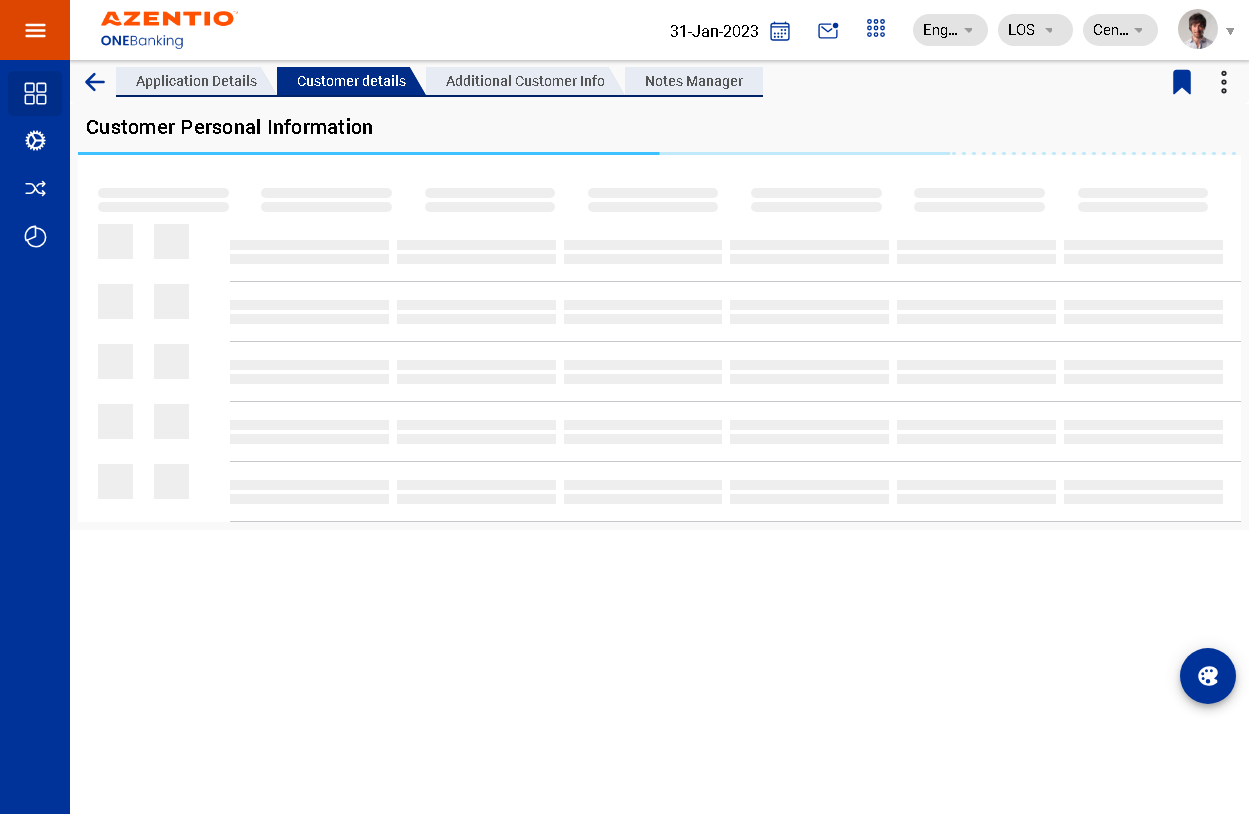 AZENTIO™
ONEBanking
31-Jan-2023
Eng...
LOS
Cen...
Application Details
Customer details
Additional Customer Info
Notes Manager
Customer Personal Information